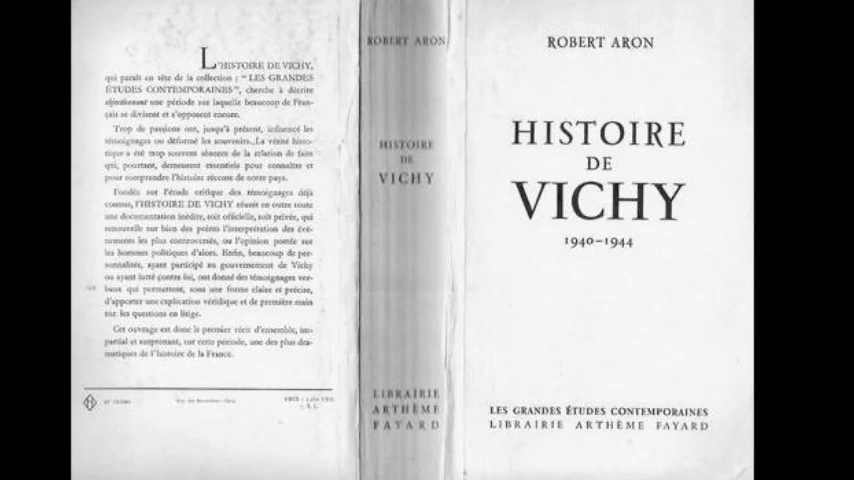 L'HISTOIRE DE VICHY,
qui paraît en tête de la collection : "LES GRANDES
ÉTUDES CONTEMPORAINES", cherche à décrire
objectivement une période sur laquelle beaucoup de Fran-
çais se divisent et s'opposent encore.
Trop de passions ont, jusqu'à présent, influencé les
témoignages ou déformé les souvenirs. La vérité histo-
rique a été trop souvent absente de la relation de faits
qui, pourtant, demeurent essentiels pour connaître et
pour comprendre l'histoire récente de notre pays.
Fondée sur l'étude critique des témoignages déjà
connus, l'HISTOIRE DE VICHY réunit en outre toute
une documentation inédite, soit officielle, soit privée, qui
renouvelle sur bien des points l'interprétation des évé-
nements les plus controversés, ou l'opinion portée sur
les hommes politiques d'alors. Enfin, beaucoup de per-
sonnalités, ayant participé au gouvernement de Vichy
ou ayant lutté contre lui, ont donné des témoignages ver-
baux qui permettent, sous une forme claire et précise,
d'apporter une explication véridique et de première main
sur les questions en litige.
Cet ouvrage est donc le premier récit d'ensemble, im-
partial et surprenant, sur cette période, une des plus dra-
matiques de l'histoire de la France.
ROBERT ARON
HISTOIRE
DE
VICHY
LIBRAIRIE
ARTHÈME
FAYARD
ROBERT ARON
HISTOIRE
DE
VICHY
1940-1944
LES GRANDES ÉTUDES CONTEMPORAINES
LIBRAIRIE ARTHÈME FAYARD